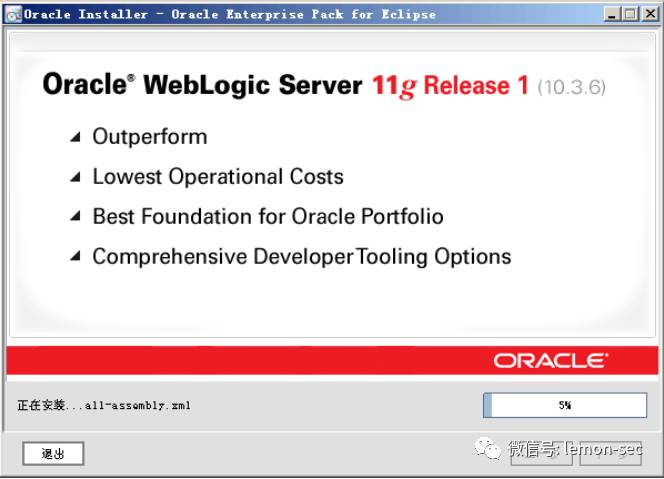 Oracle Installer - Oracle Enterprise Pack for Eclipse
Oracle® WebLogic Server 11g Release 1 (10.3.6)
Outperform
Lowest Operational Costs
Best Foundation for Oracle Portfolio
Comprehensive Developer Tooling Options
ORACLE®
正在安装...all-assembly.xml
5%
退出
微信号: lemon-sec